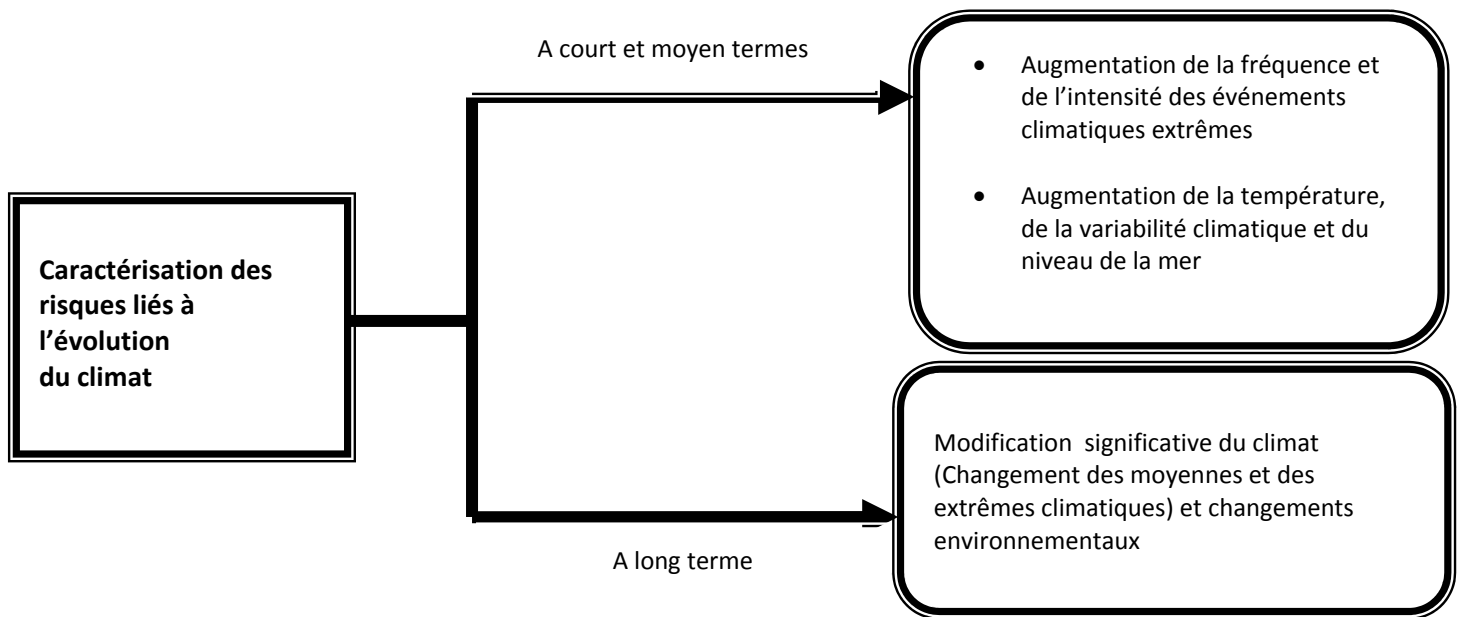 A court et moyen termes
• Augmentation de la fréquence et
de l’intensité des événements
climatiques extrêmes
• Augmentation de la température,
de la variabilité climatique et du
niveau de la mer
Caractérisation des
risques liés à
l’évolution
du climat
Modification significative du climat
(Changement des moyennes et des
extrêmes climatiques) et changements
environnementaux
A long terme